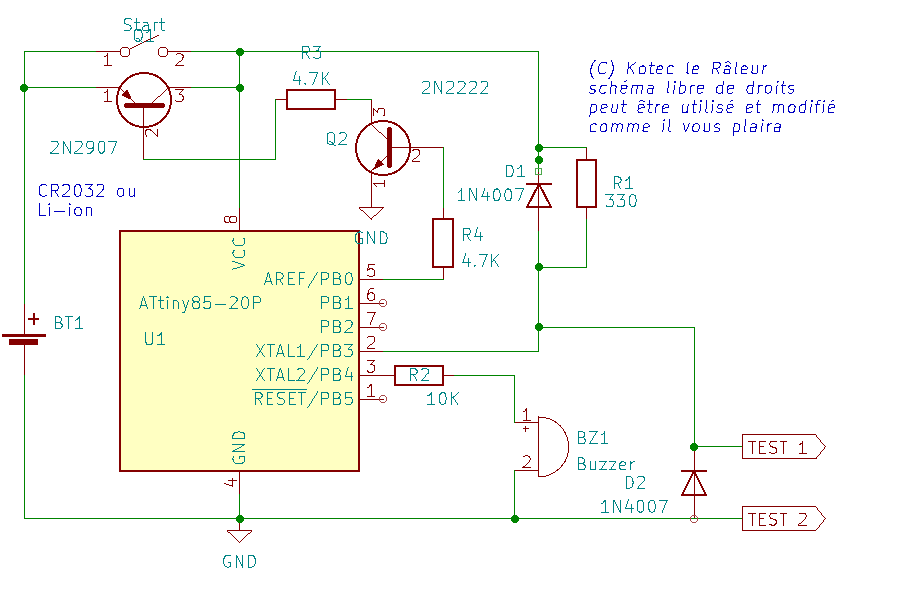 Start
Q1
1
2
1
3
2
2N2907
R3
4.7K
2N2222
Q2
3
2
1
GND
(C) Kotec le Râleur
schéma libre de droits
peut être utilisé et modifié
comme il vous plaira
D1
1N4007
R1
330
CR2032 ou
Li-ion
R4
4.7K
8
VCC
AREF/PB0 5
ATtiny85-20P
PB1 6
PB2 7
U1
XTAL1/PB3 2
XTAL2/PB4 3
RESET/PB5 1
GND
4
+
BT1
R2
10K
1
+
2
BZ1
Buzzer
D2
1N4007
TEST 1
TEST 2
GND